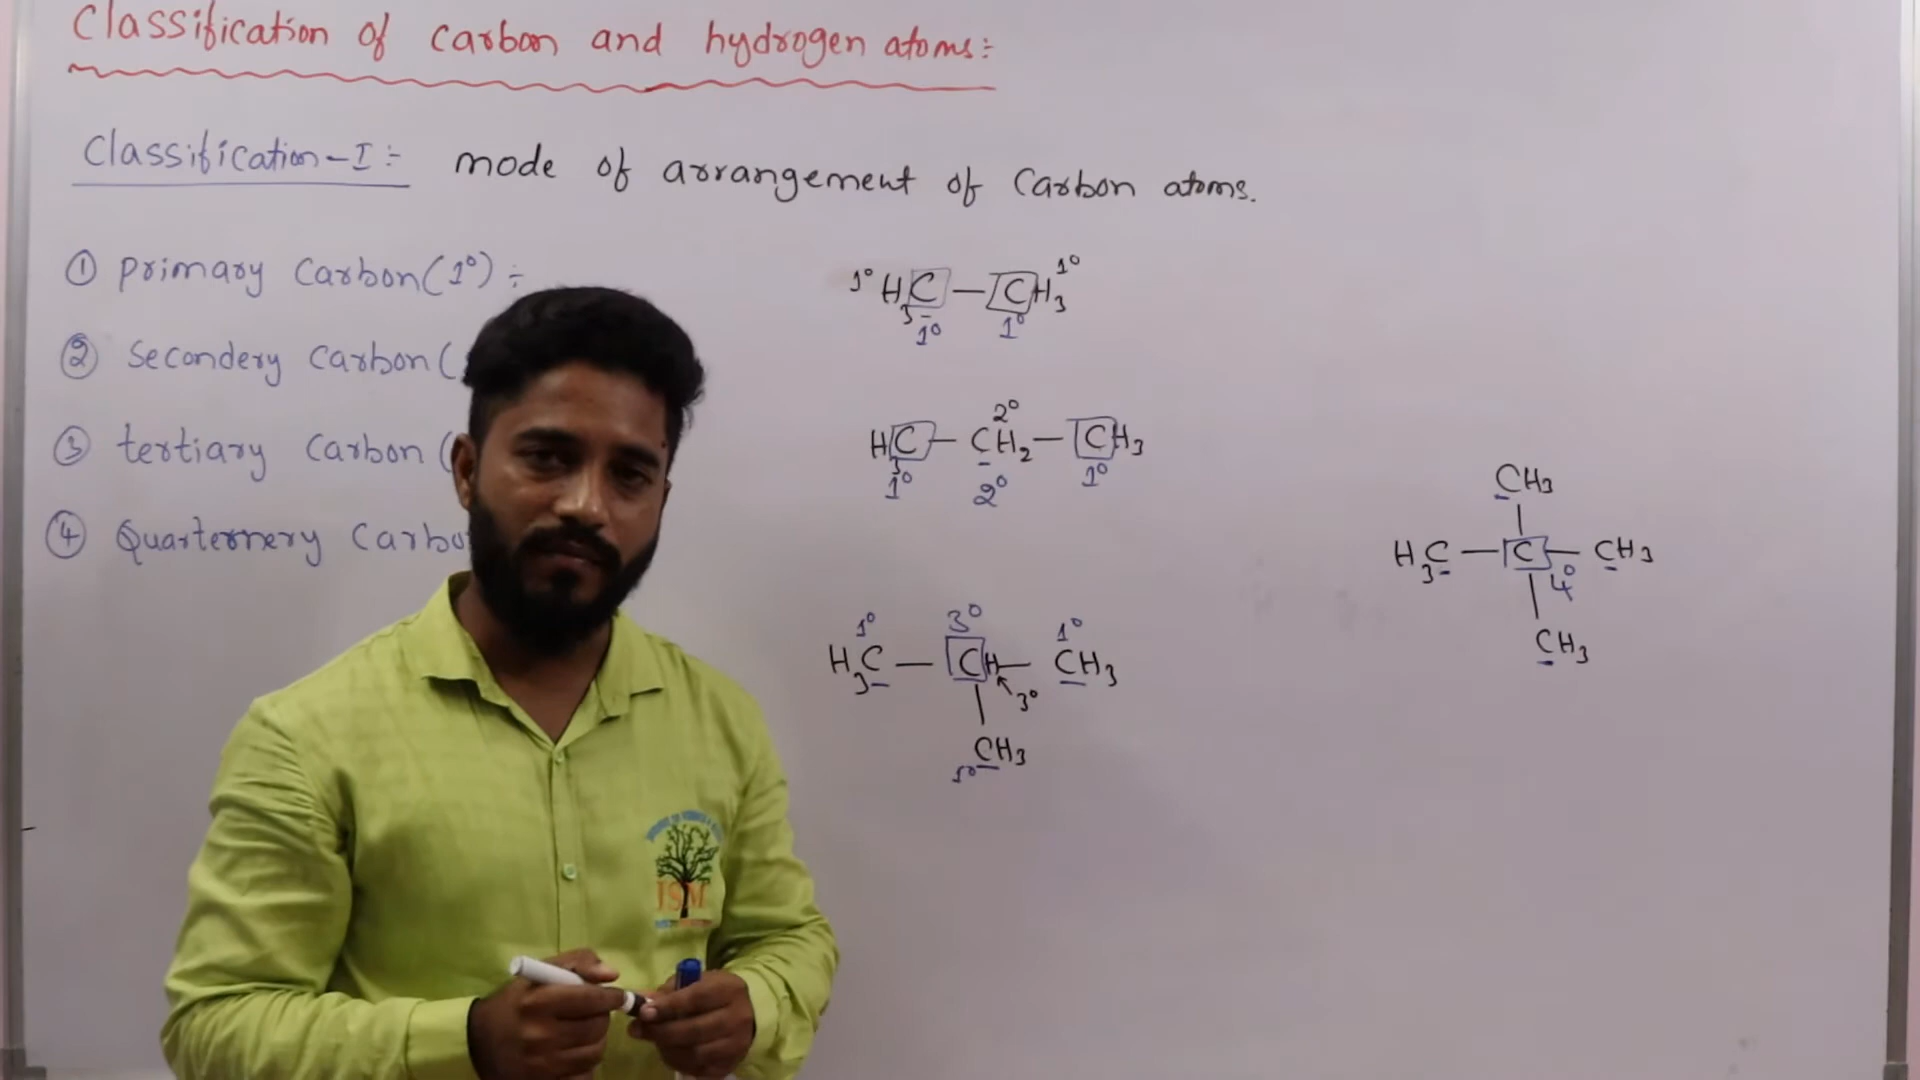 Classification of carbon and hydrogen atoms:
Classification-I:- mode of arrangement of Carbon atoms.
① primary Carbon (1°) :-
② Secondery Carbon (
③ tertiary Carbon (
④ Quarternery Carbo
1° H₃C — CH₃ 1°
1° 1°
2°
H₃C — CH₂ — CH₃
1° 2° 1°
1° 3° 1°
H₃C — CH — CH₃
3°
CH₃
1°
CH₃
H₃C — C — CH₃
4°
CH₃
JSM